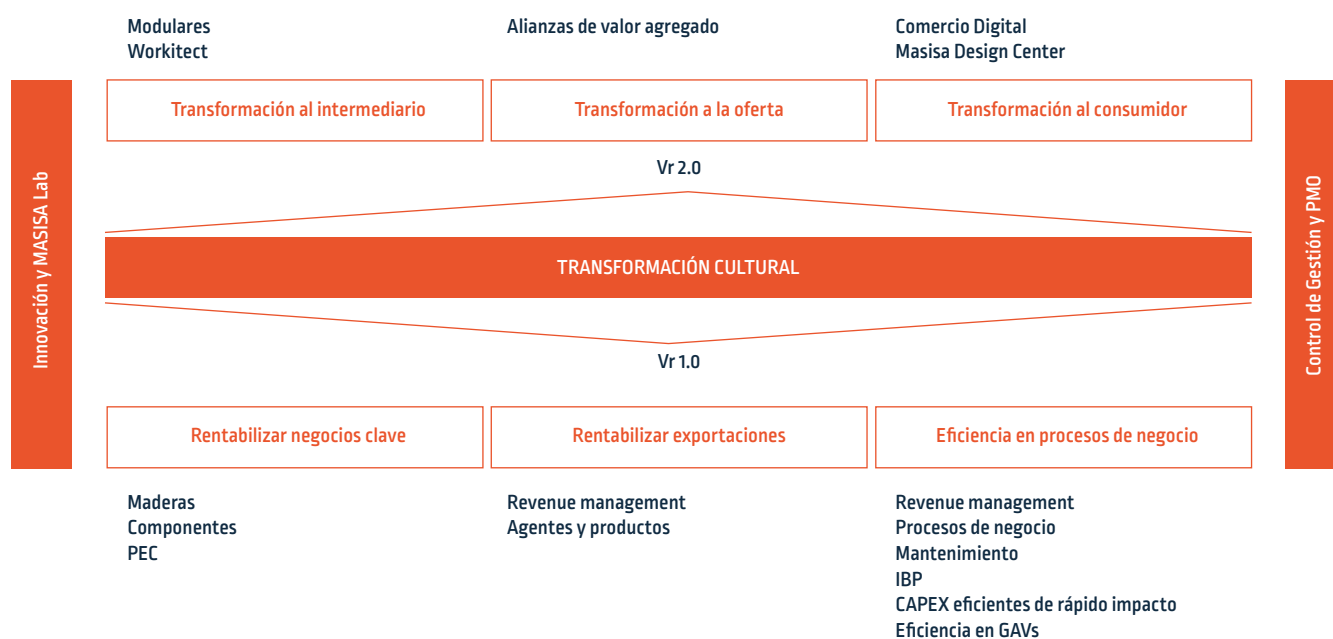 Modulares
Workitect
Alianzas de valor agregado
Comercio Digital
Masisa Design Center
Innovación y MASISA Lab
Transformación al intermediario
Transformación a la oferta
Transformación al consumidor
Vr 2.0
TRANSFORMACIÓN CULTURAL
Vr 1.0
Rentabilizar negocios clave
Rentabilizar exportaciones
Eficiencia en procesos de negocio
Control de Gestión y PMO
Maderas
Componentes
PEC
Revenue management
Agentes y productos
Revenue management
Procesos de negocio
Mantenimiento
IBP
CAPEX eficientes de rápido impacto
Eficiencia en GAVs